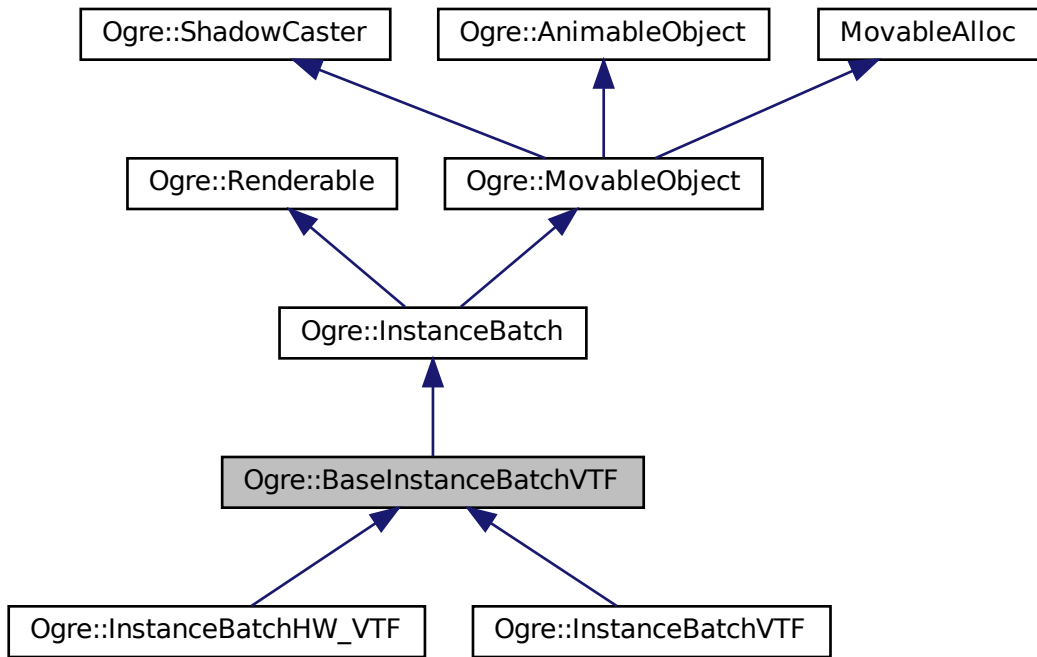 Ogre::ShadowCaster
Ogre::AnimableObject
MovableAlloc
Ogre::Renderable
Ogre::MovableObject
Ogre::InstanceBatch
Ogre::BaseInstanceBatchVTF
Ogre::InstanceBatchHW_VTF
Ogre::InstanceBatchVTF